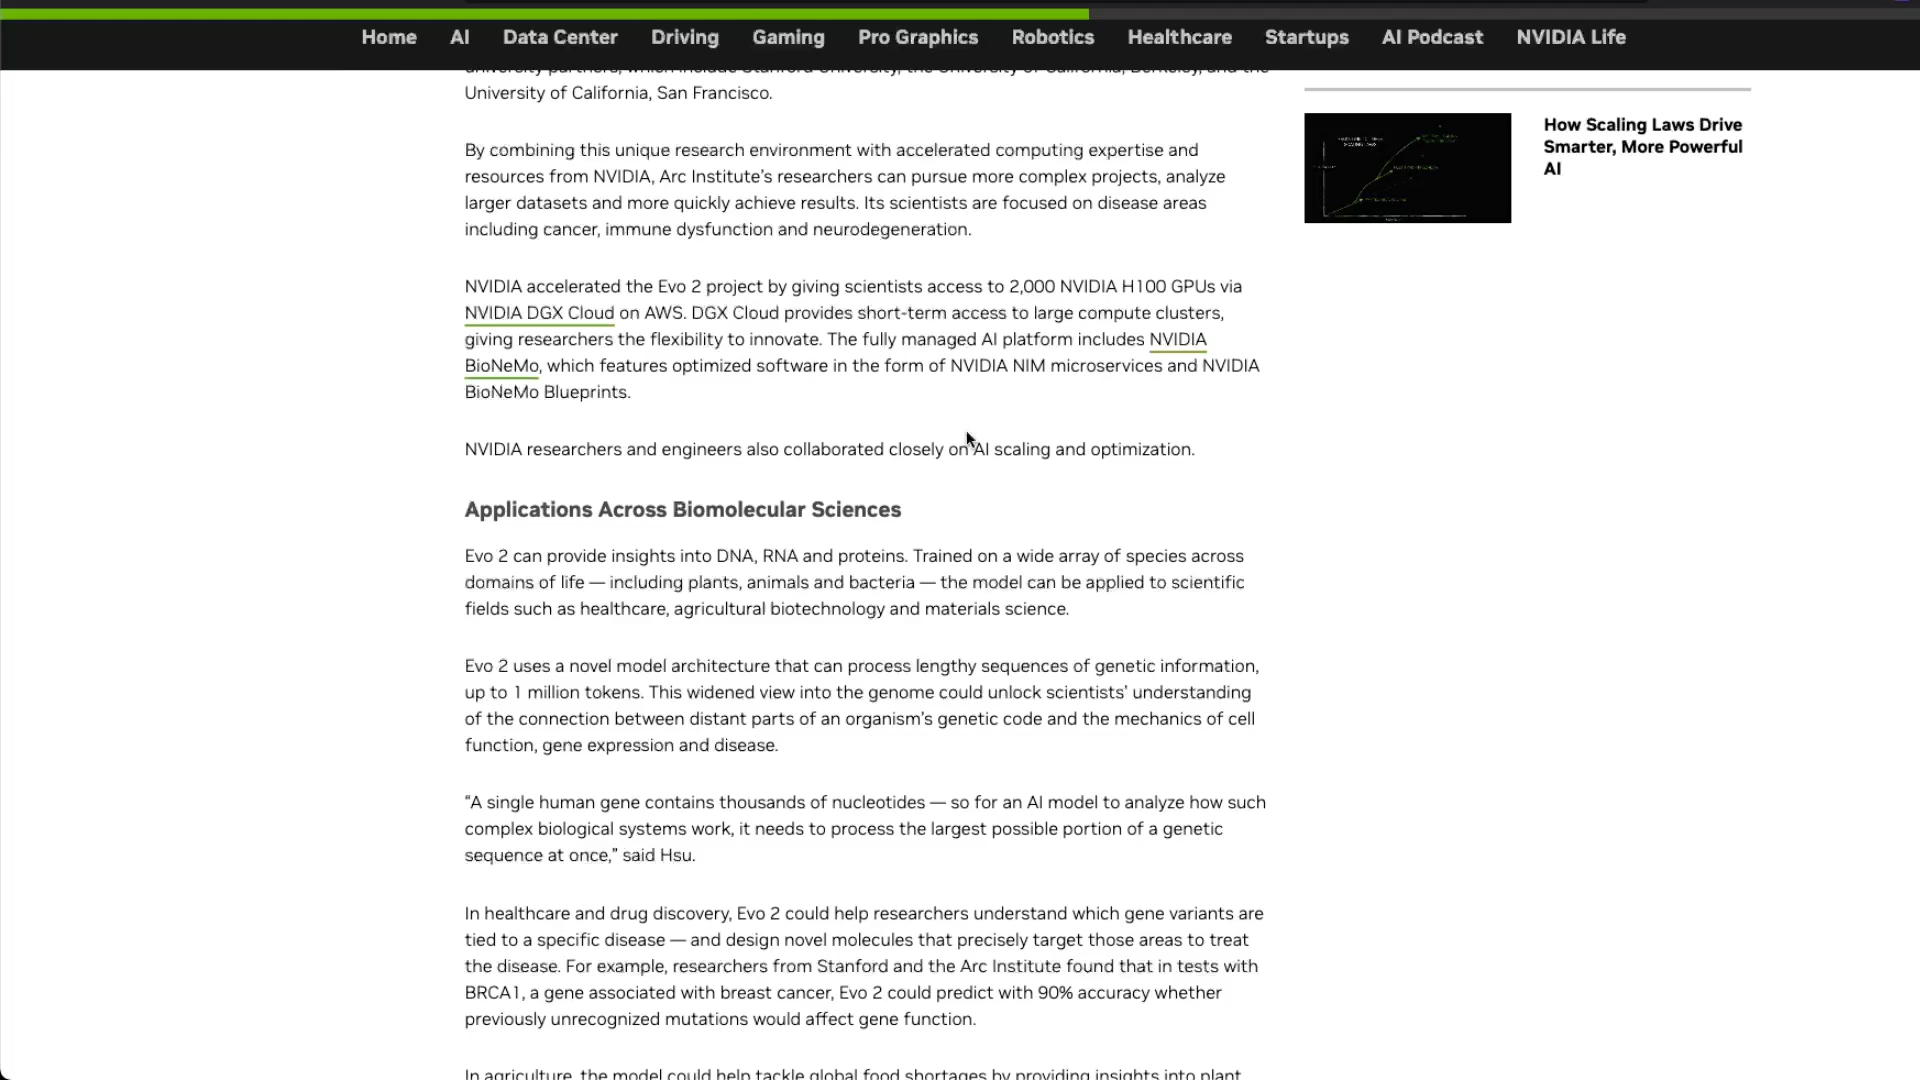 Home AI Data Center Driving Gaming Pro Graphics Robotics Healthcare Startups AI Podcast NVIDIA Life
university partners, which include Stanford University, the University of California, Berkeley, and the
University of California, San Francisco.
By combining this unique research environment with accelerated computing expertise and
resources from NVIDIA, Arc Institute’s researchers can pursue more complex projects, analyze
larger datasets and more quickly achieve results. Its scientists are focused on disease areas
including cancer, immune dysfunction and neurodegeneration.
NVIDIA accelerated the Evo 2 project by giving scientists access to 2,000 NVIDIA H100 GPUs via
NVIDIA DGX Cloud on AWS. DGX Cloud provides short-term access to large compute clusters,
giving researchers the flexibility to innovate. The fully managed AI platform includes NVIDIA
BioNeMo, which features optimized software in the form of NVIDIA NIM microservices and NVIDIA
BioNeMo Blueprints.
NVIDIA researchers and engineers also collaborated closely on AI scaling and optimization.
Applications Across Biomolecular Sciences
Evo 2 can provide insights into DNA, RNA and proteins. Trained on a wide array of species across
domains of life — including plants, animals and bacteria — the model can be applied to scientific
fields such as healthcare, agricultural biotechnology and materials science.
Evo 2 uses a novel model architecture that can process lengthy sequences of genetic information,
up to 1 million tokens. This widened view into the genome could unlock scientists’ understanding
of the connection between distant parts of an organism’s genetic code and the mechanics of cell
function, gene expression and disease.
“A single human gene contains thousands of nucleotides — so for an AI model to analyze how such
complex biological systems work, it needs to process the largest possible portion of a genetic
sequence at once,” said Hsu.
In healthcare and drug discovery, Evo 2 could help researchers understand which gene variants are
tied to a specific disease — and design novel molecules that precisely target those areas to treat
the disease. For example, researchers from Stanford and the Arc Institute found that in tests with
BRCA1, a gene associated with breast cancer, Evo 2 could predict with 90% accuracy whether
previously unrecognized mutations would affect gene function.
In agriculture, the model could help tackle global food shortages by providing insights into plant
How Scaling Laws Drive
Smarter, More Powerful
AI